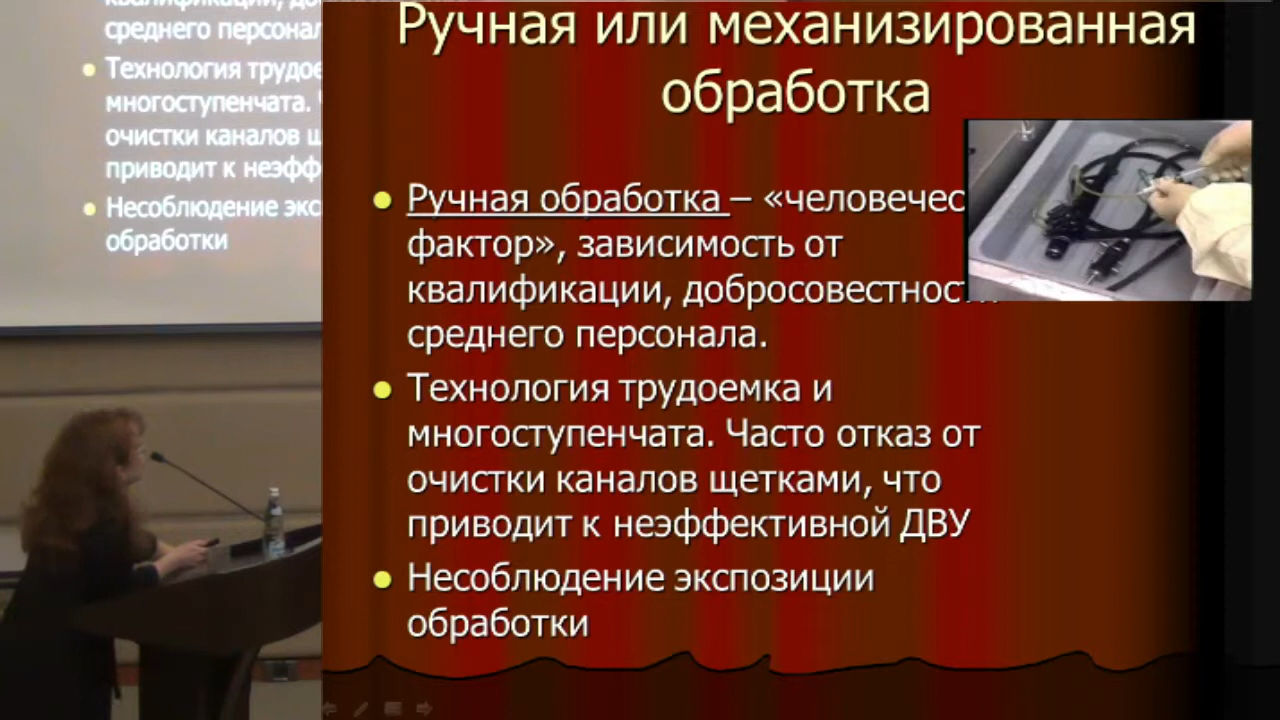 квалификации, до
среднего персонал
Технология трудое
многоступенчата.
очистки каналов щ
приводит к неэфф
Несоблюдение экс
обработки
Ручная или механизированная
обработка
Ручная обработка – «человечес
фактор», зависимость от
квалификации, добросовестнос
среднего персонала.
Технология трудоемка и
многоступенчата. Часто отказ от
очистки каналов щетками, что
приводит к неэффективной ДВУ
Несоблюдение экспозиции
обработки